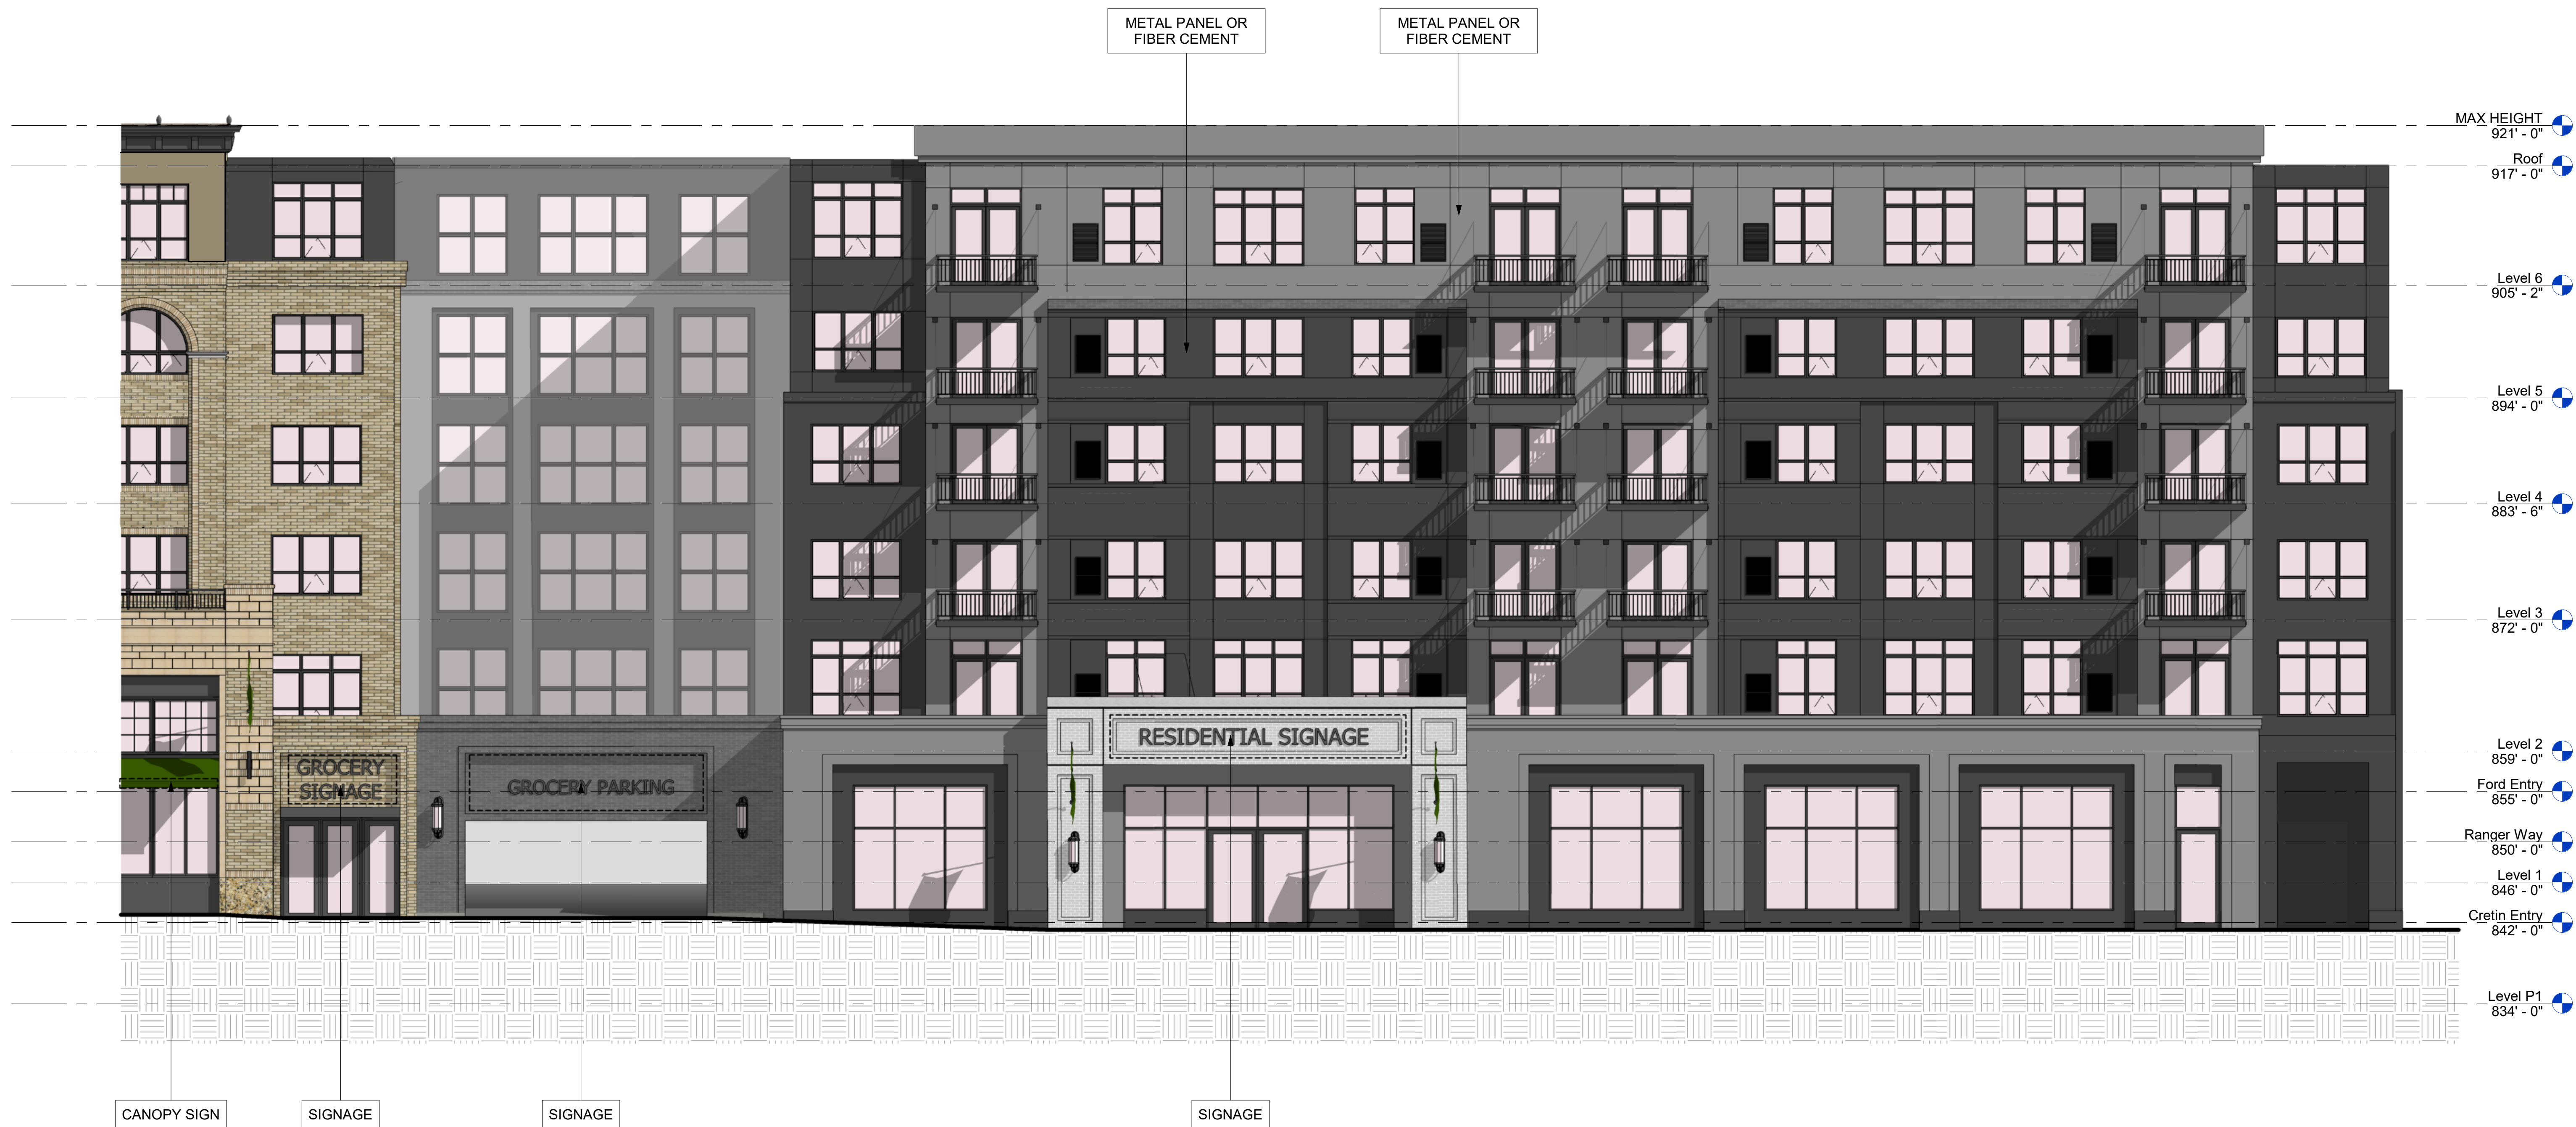 METAL PANEL OR
FIBER CEMENT
METAL PANEL OR
FIBER CEMENT
MAX HEIGHT
921' - 0"
Roof
917' - 0"
Level 6
905' - 2"
Level 5
894' - 0"
Level 4
883' - 6"
Level 3
872' - 0"
RESIDENTIAL SIGNAGE
Level 2
859' - 0"
GROCERY
SIGNAGE
GROCERY PARKING
Ford Entry
855' - 0"
Ranger Way
850' - 0"
Level 1
846' - 0"
Cretin Entry
842' - 0"
Level P1
834' - 0"
CANOPY SIGN
SIGNAGE
SIGNAGE
SIGNAGE